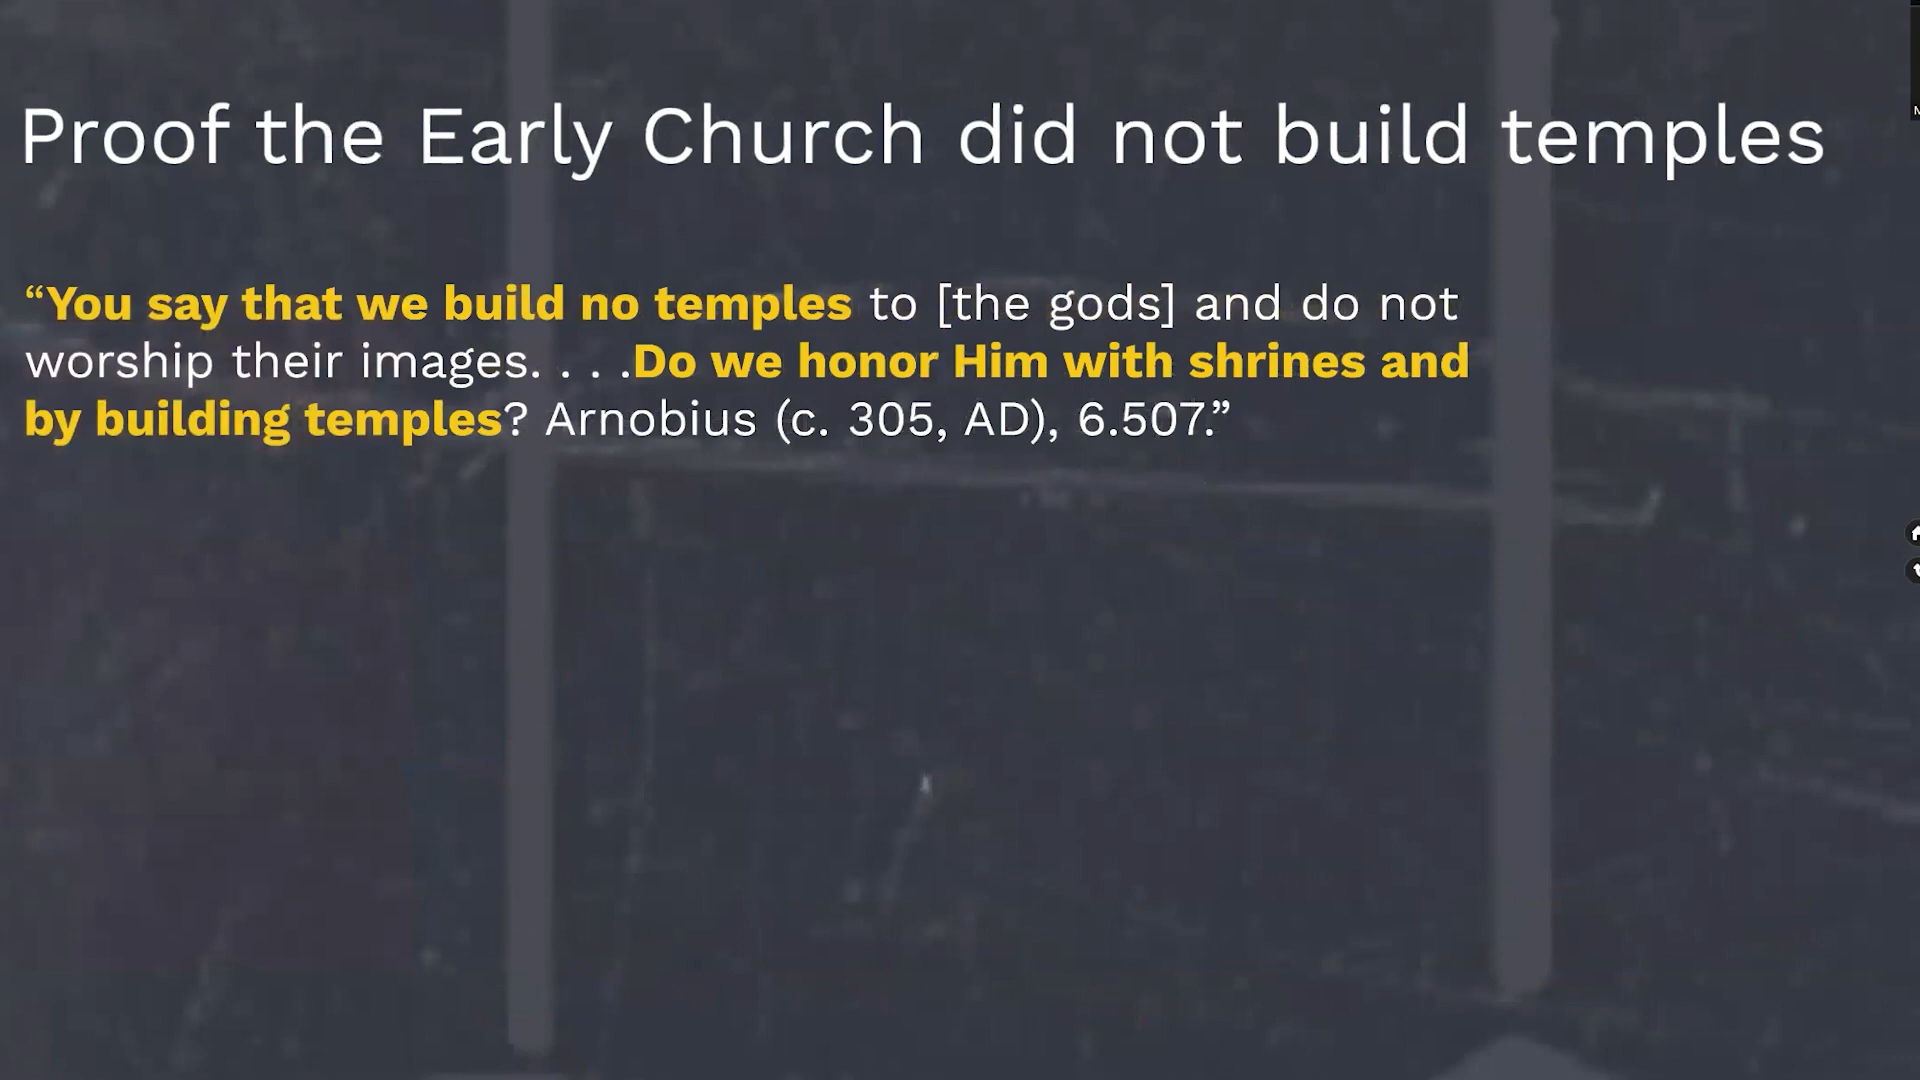 Proof the Early Church did not build temples
“You say that we build no temples to [the gods] and do not
worship their images. . . .Do we honor Him with shrines and
by building temples? Arnobius (c. 305, AD), 6.507.”